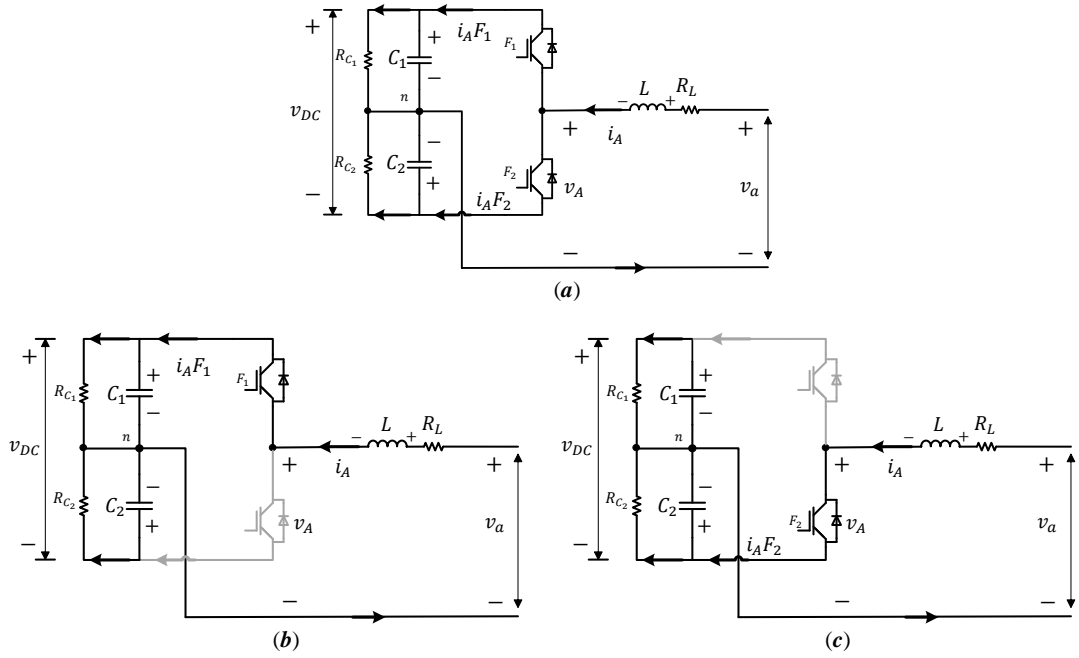 + i_A F_1 F_1
R_{C_1} C_1 + −
v_{DC} n − L + R_L
+ i_A +
R_{C_2} C_2 − + F_2 v_A v_a
− i_A F_2
− −
(a)
+ i_A F_1 F_1
R_{C_1} C_1 + −
v_{DC} n − L + R_L
+ i_A +
R_{C_2} C_2 − + v_A v_a
−
− −
(b)
+
R_{C_1} C_1 + −
v_{DC} n − L + R_L
+ i_A +
R_{C_2} C_2 − + F_2 v_A v_a
− i_A F_2
− −
(c)